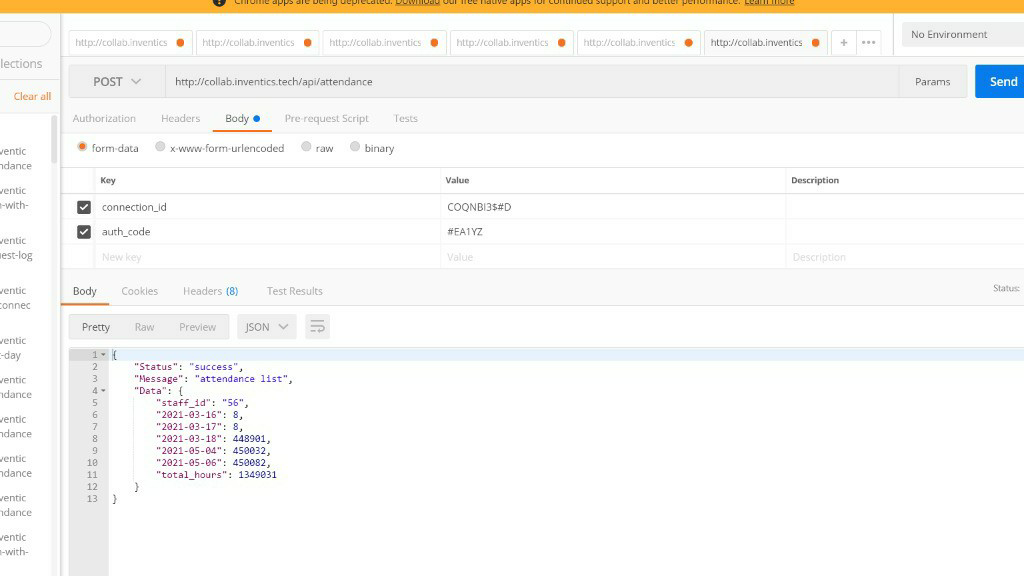 Chrome apps are being deprecated. Download our free native apps for continued support and better performance. Learn more
http://collab.inventics http://collab.inventics http://collab.inventics http://collab.inventics http://collab.inventics http://collab.inventics + ••• No Environment
lections
Clear all
POST http://collab.inventics.tech/api/attendance Params Send
Authorization Headers Body Pre-request Script Tests
form-data x-www-form-urlencoded raw binary
Key Value Description
connection_id COQNBI3$#D
auth_code #EA1YZ
New key Value Description
Body Cookies Headers (8) Test Results Status:
Pretty Raw Preview JSON
1 {
2 "Status": "success",
3 "Message": "attendance list",
4 "Data": {
5 "staff_id": "56",
6 "2021-03-16": 8,
7 "2021-03-17": 8,
8 "2021-03-18": 448901,
9 "2021-05-04": 450032,
10 "2021-05-06": 450082,
11 "total_hours": 1349031
12 }
13 }
ventic
ndance
ventic
n-with-
ventic
uest-log
ventic
connec
ventic
t-day
ventic
ndance
ventic
ndance
ventic
ndance
ventic
ndance
ventic
n-with-